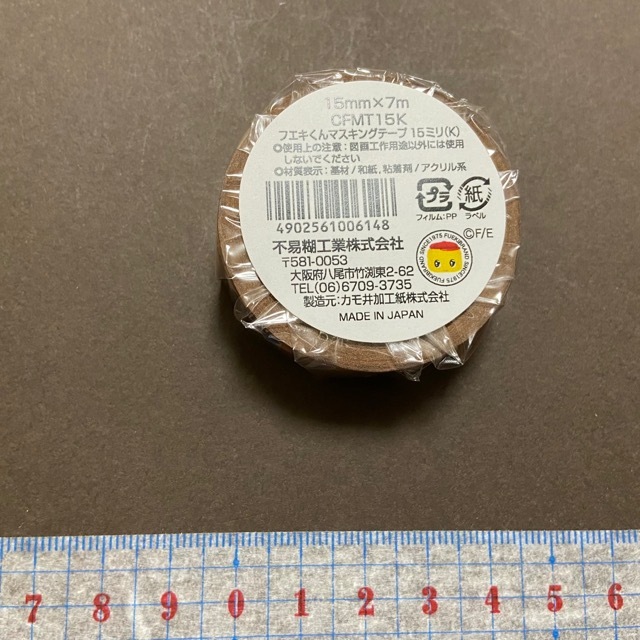 15mm×7m
CFMT15K
フエキくんマスキングテープ 15ミリ(K)
●使用上の注意：図画工作用途以外には使用
しないでください
●材質表示：基材/和紙、粘着剤/アクリル系
プラ
紙
フィルム:PP
ラベル
4902561006148
不易糊工業株式会社
〒581-0053
大阪府八尾市竹渕東2-62
TEL(06)6709-3735
製造元:カモ井加工紙株式会社
MADE IN JAPAN
©F/E
FUEKIBRAND SINCE1975 FUEKIBRAND SINCE1975
7 8 9 0 1 2 3 4 5 6